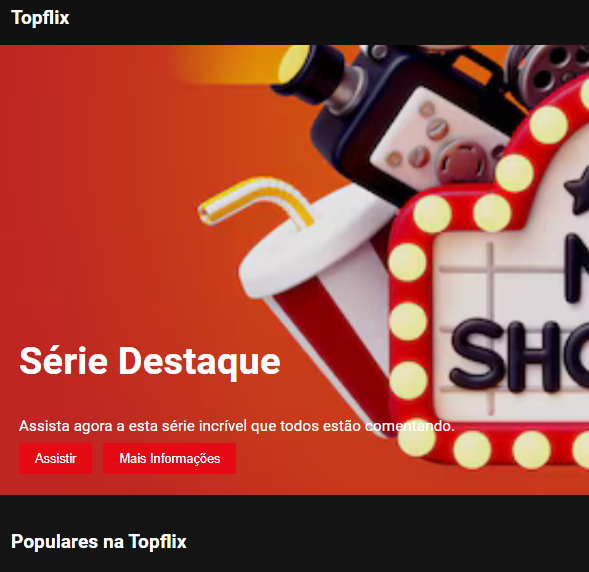 Topflix
SHO
Série Destaque
Assista agora a esta série incrível que todos estão comentando.
Assistir
Mais Informações
Populares na Topflix